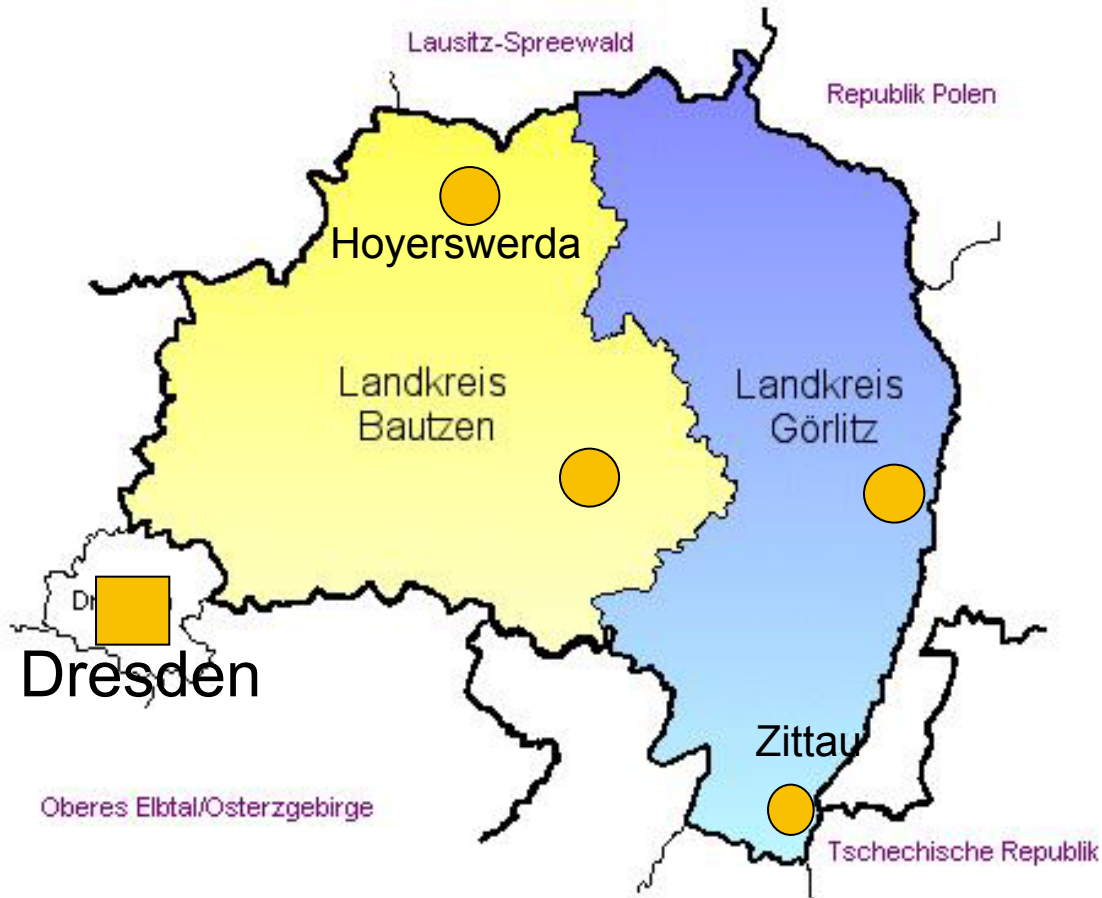 Lausitz-Spreewald
Republik Polen
Hoyerswerda
Landkreis
Bautzen
Landkreis
Görlitz
Dresden
Zittau
Oberes Elbtal/Osterzgebirge
Tschechische Republik